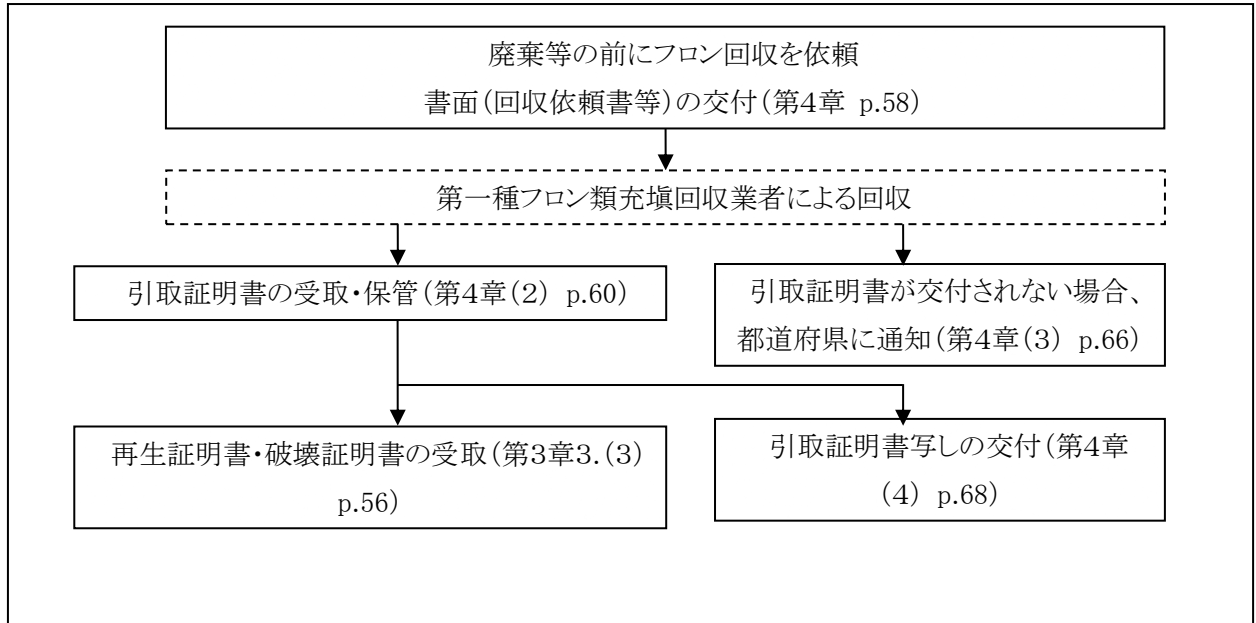 廃棄等の前にフロン回収を依頼
書面(回収依頼書等)の交付(第4章 p.58)
第一種フロン類充塡回収業者による回収
引取証明書の受取・保管(第4章(2) p.60)
引取証明書が交付されない場合、
都道府県に通知(第4章(3) p.66)
再生証明書・破壊証明書の受取(第3章3.(3)
p.56)
引取証明書写しの交付(第4章
(4) p.68)